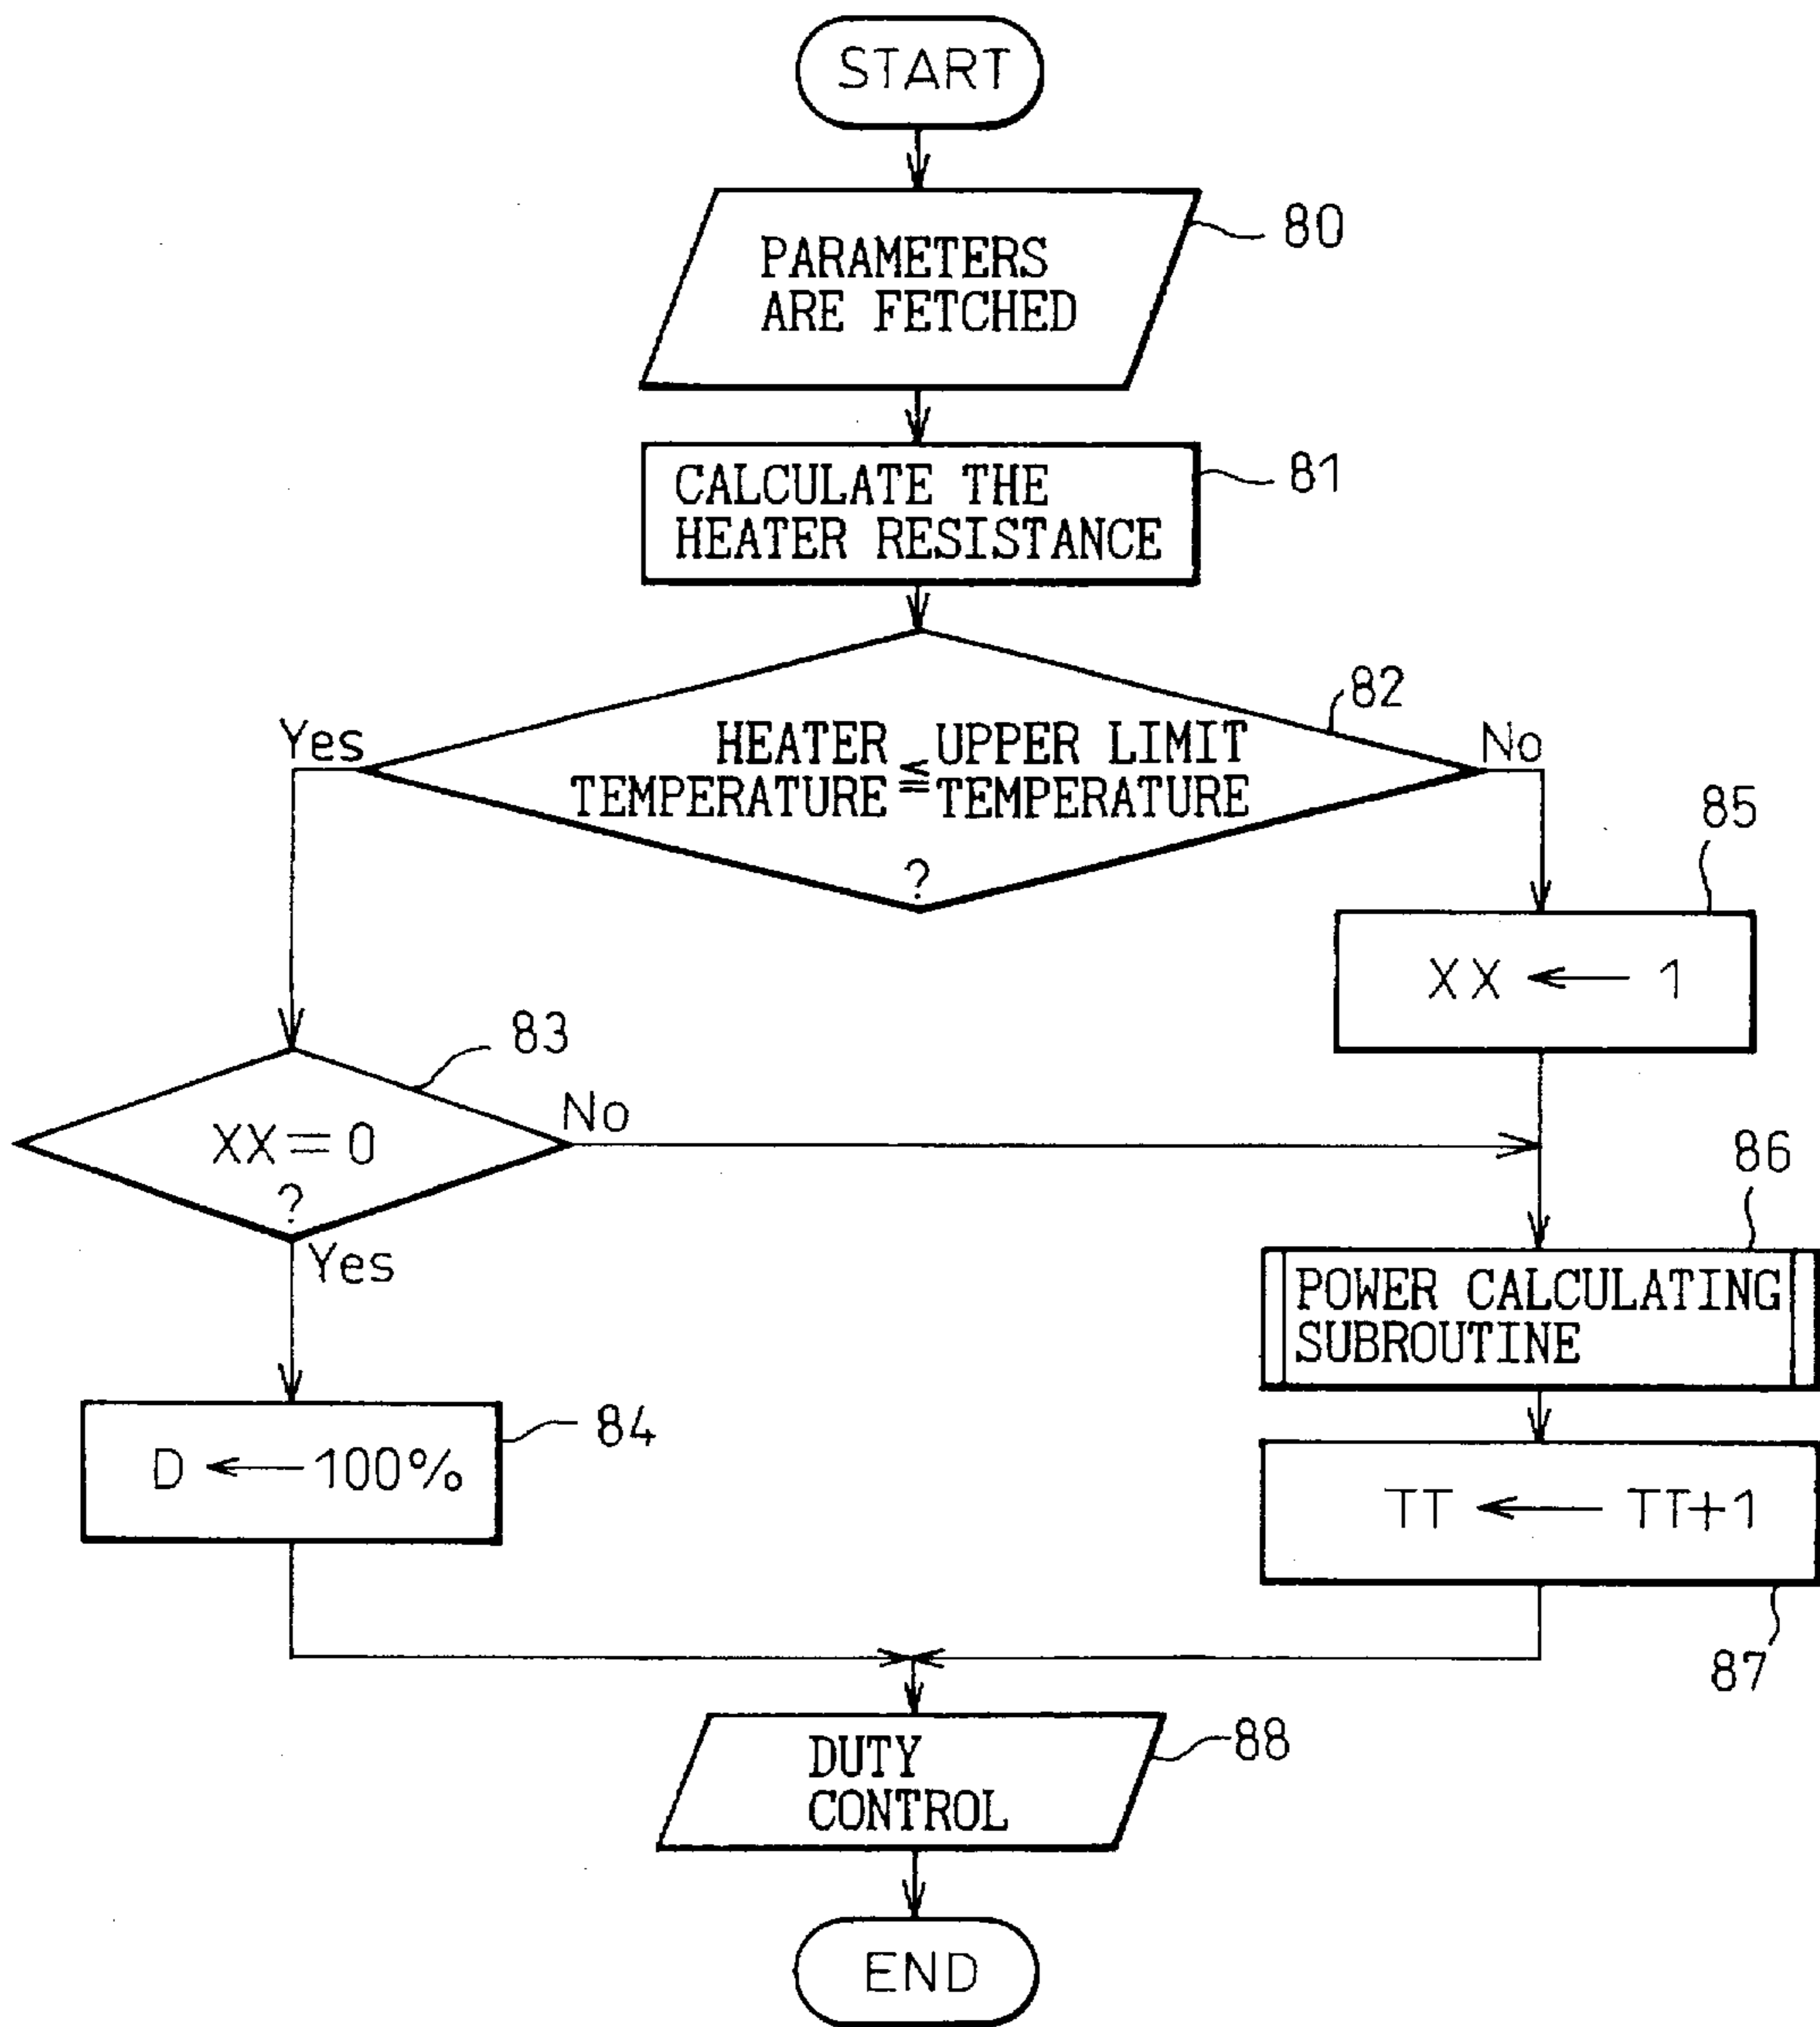 START
PARAMETERS
ARE FETCHED
80
CALCULATE THE
HEATER RESISTANCE
81
82
Yes
HEATER ≦ UPPER LIMIT
TEMPERATURE TEMPERATURE
?
No
85
XX ← 1
83
XX=0
?
No
Yes
86
POWER CALCULATING
SUBROUTINE
84
D ← 100%
TT ← TT+1
87
DUTY
CONTROL
88
END